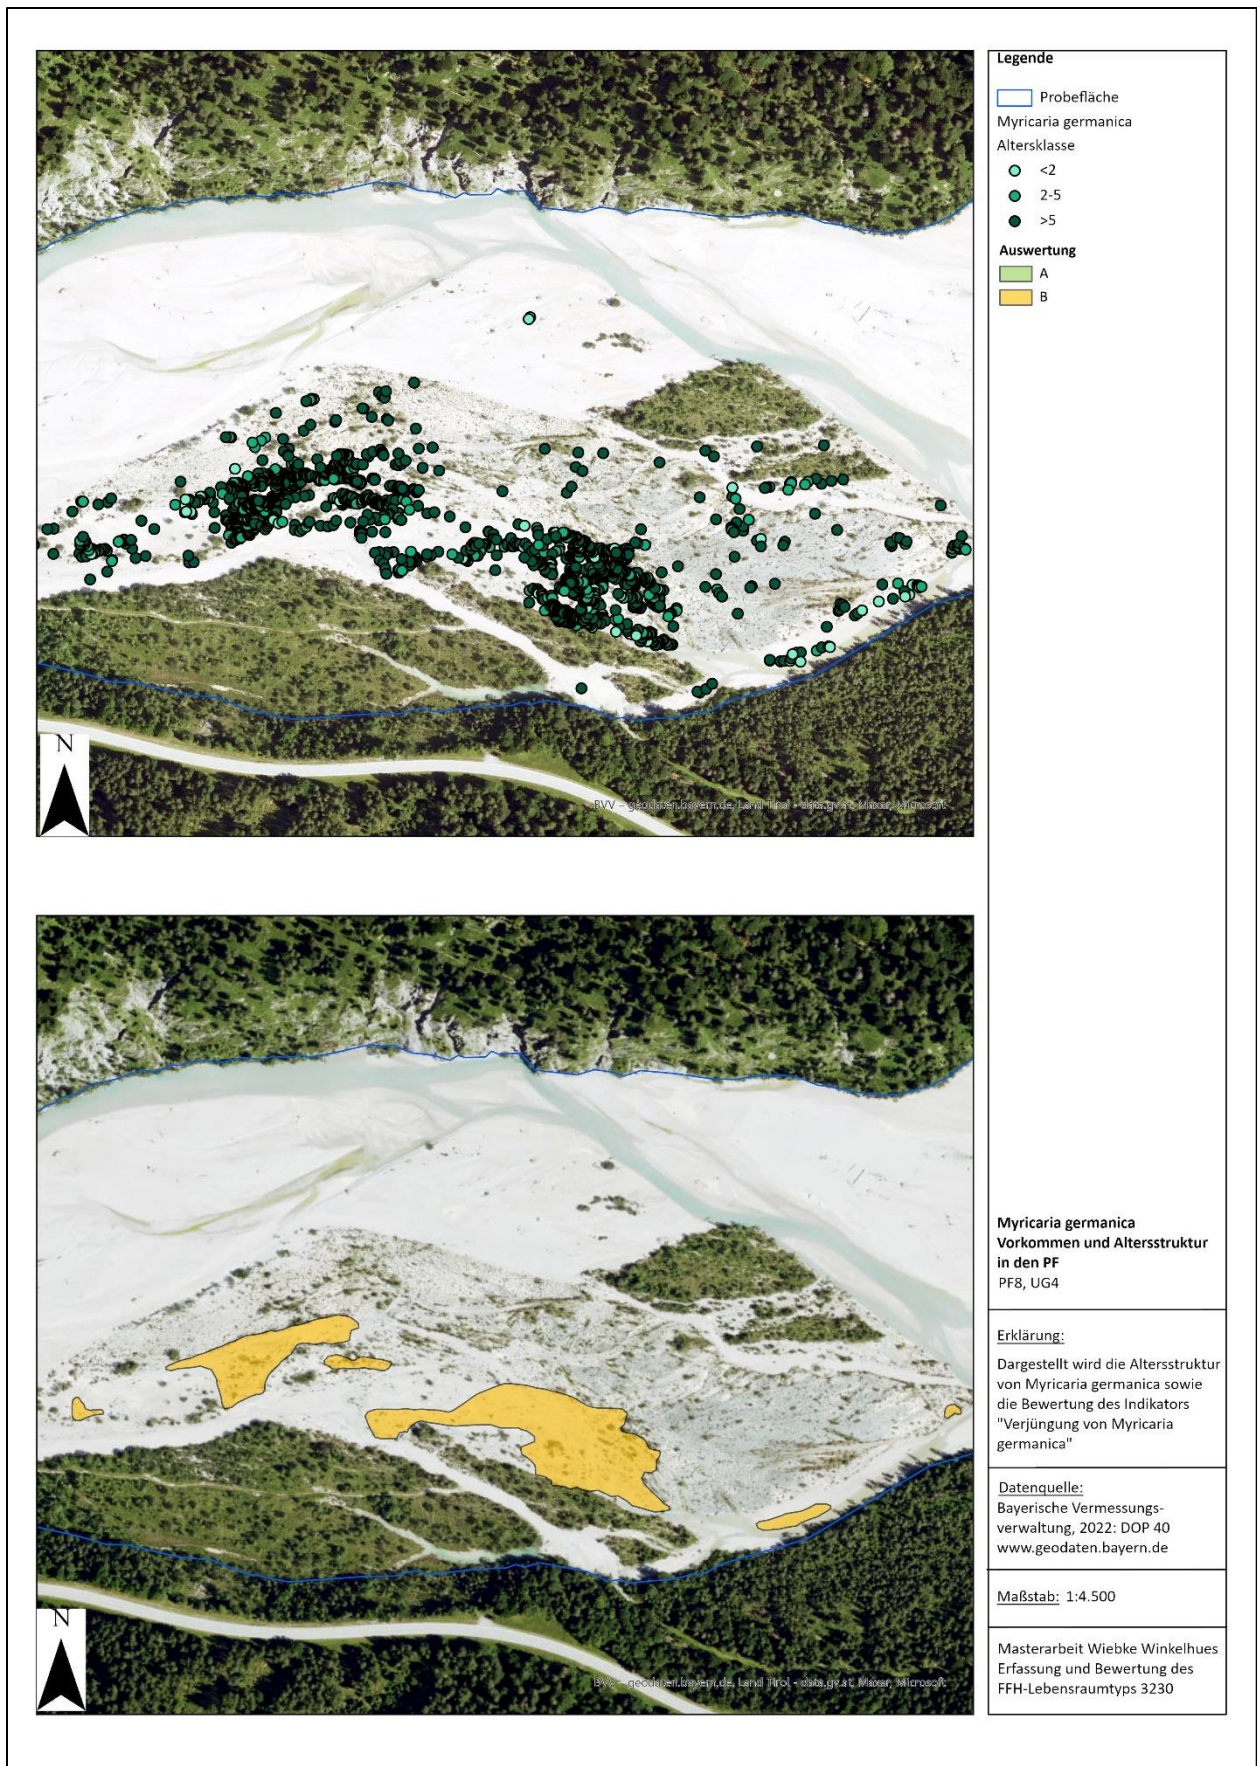 Legende
Probefläche
Myricaria germanica
Altersklasse
<2
2-5
>5
Auswertung
A
B
N
BVV – geodaten.bayern.de, Land Tirol - data.gv.at, Maxar, Microsoft
N
BVV – geodaten.bayern.de, Land Tirol - data.gv.at, Maxar, Microsoft
Myricaria germanica
Vorkommen und Altersstruktur
in den PF
PF8, UG4
Erklärung:
Dargestellt wird die Altersstruktur
von Myricaria germanica sowie
die Bewertung des Indikators
"Verjüngung von Myricaria
germanica"
Datenquelle:
Bayerische Vermessungs-
verwaltung, 2022: DOP 40
www.geodaten.bayern.de
Maßstab: 1:4.500
Masterarbeit Wiebke Winkelhues
Erfassung und Bewertung des
FFH-Lebensraumtyps 3230